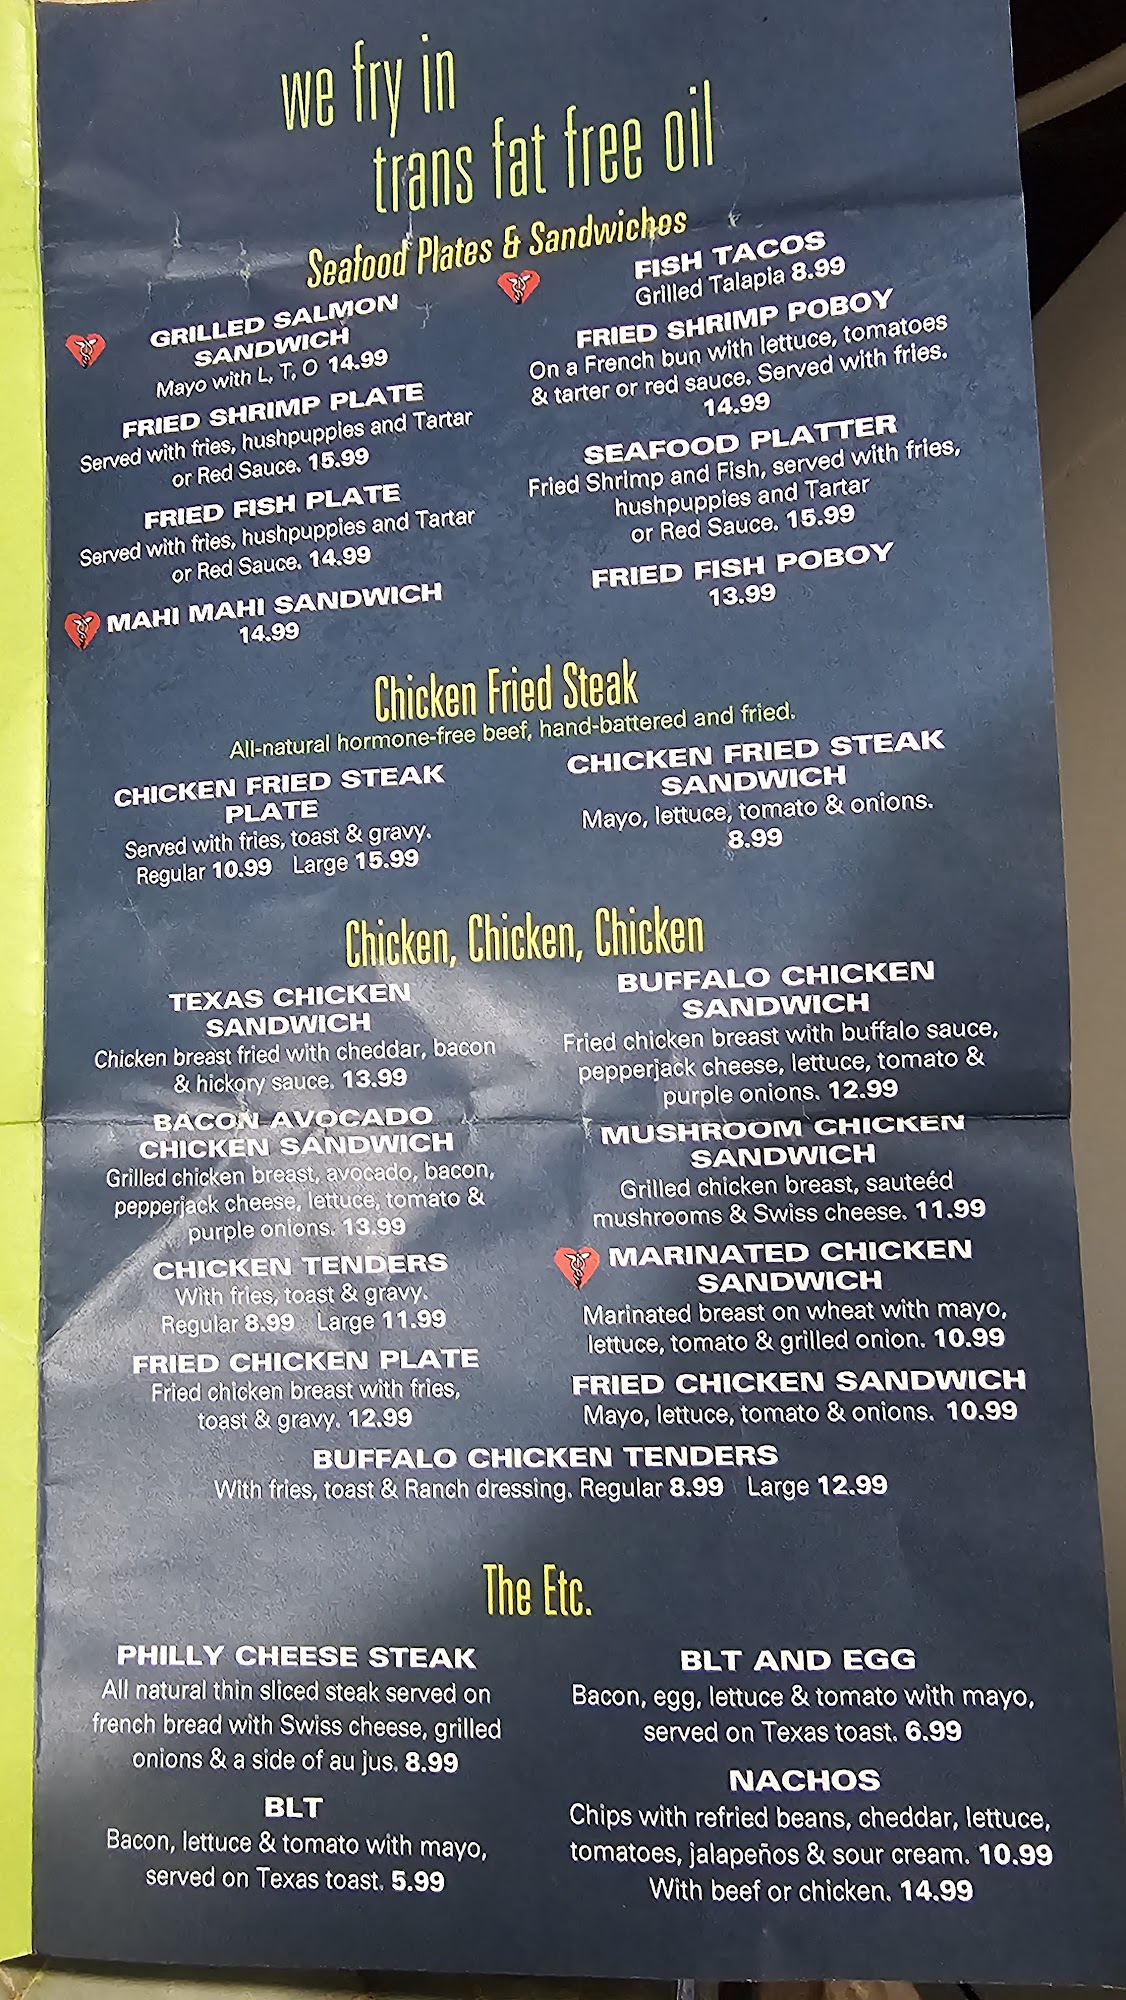 we fry in
trans fat free oil
Seafood Plates & Sandwiches
GRILLED SALMON
SANDWICH
Mayo with L, T, O 14.99
FRIED SHRIMP PLATE
Served with fries, hushpuppies and Tartar
or Red Sauce. 15.99
FRIED FISH PLATE
Served with fries, hushpuppies and Tartar
or Red Sauce. 14.99
MAHI MAHI SANDWICH
14.99
FISH TACOS
Grilled Talapia 8.99
FRIED SHRIMP POBOY
On a French bun with lettuce, tomatoes
& tarter or red sauce. Served with fries.
14.99
SEAFOOD PLATTER
Fried Shrimp and Fish, served with fries,
hushpuppies and Tartar
or Red Sauce. 15.99
FRIED FISH POBOY
13.99
Chicken Fried Steak
All-natural hormone-free beef, hand-battered and fried.
CHICKEN FRIED STEAK
PLATE
Served with fries, toast & gravy.
Regular 10.99 Large 15.99
CHICKEN FRIED STEAK
SANDWICH
Mayo, lettuce, tomato & onions.
8.99
Chicken, Chicken, Chicken
TEXAS CHICKEN
SANDWICH
Chicken breast fried with cheddar, bacon
& hickory sauce. 13.99
BACON AVOCADO
CHICKEN SANDWICH
Grilled chicken breast, avocado, bacon,
pepperjack cheese, lettuce, tomato &
purple onions. 13.99
CHICKEN TENDERS
With fries, toast & gravy.
Regular 8.99 Large 11.99
FRIED CHICKEN PLATE
Fried chicken breast with fries,
toast & gravy. 12.99
BUFFALO CHICKEN
SANDWICH
Fried chicken breast with buffalo sauce,
pepperjack cheese, lettuce, tomato &
purple onions. 12.99
MUSHROOM CHICKEN
SANDWICH
Grilled chicken breast, sauteéd
mushrooms & Swiss cheese. 11.99
MARINATED CHICKEN
SANDWICH
Marinated breast on wheat with mayo,
lettuce, tomato & grilled onion. 10.99
FRIED CHICKEN SANDWICH
Mayo, lettuce, tomato & onions. 10.99
BUFFALO CHICKEN TENDERS
With fries, toast & Ranch dressing. Regular 8.99 Large 12.99
The Etc.
PHILLY CHEESE STEAK
All natural thin sliced steak served on
french bread with Swiss cheese, grilled
onions & a side of au jus. 8.99
BLT
Bacon, lettuce & tomato with mayo,
served on Texas toast. 5.99
BLT AND EGG
Bacon, egg, lettuce & tomato with mayo,
served on Texas toast. 6.99
NACHOS
Chips with refried beans, cheddar, lettuce,
tomatoes, jalapeños & sour cream. 10.99
With beef or chicken. 14.99